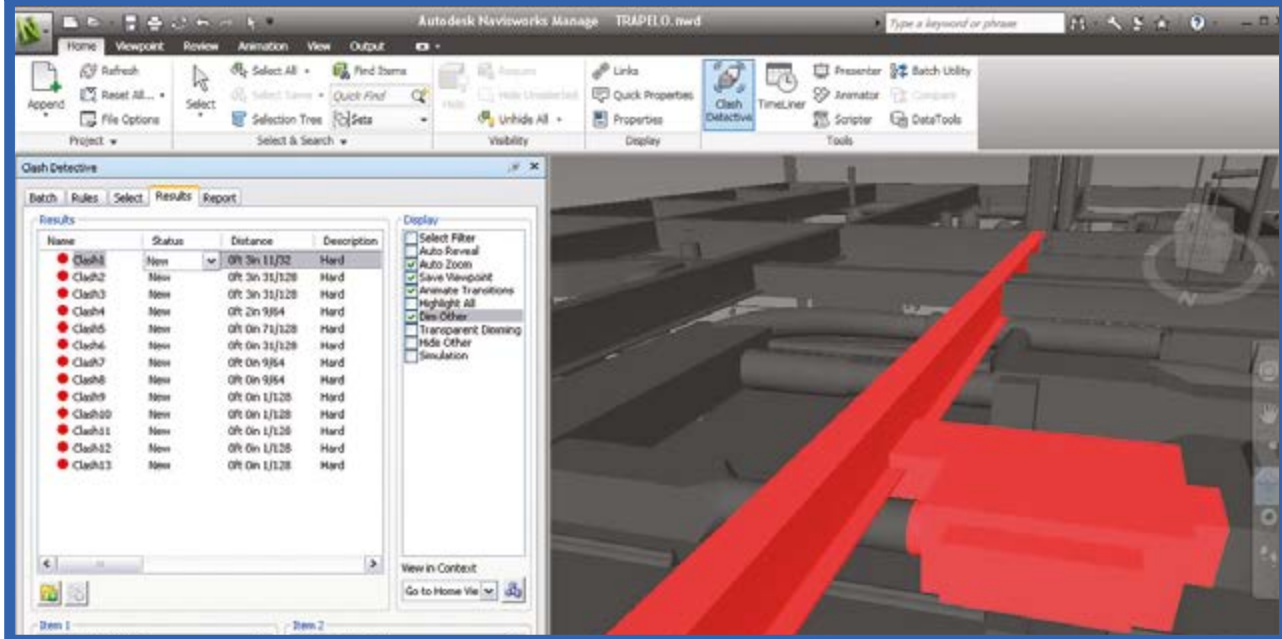 Autodesk Navisworks Manage TRAPELO.nwd
Type a keyword or phrase
Home Viewpoint Review Animation View Output
Append
Refresh
Reset All...
File Options
Project
Select
Select All
Select Same
Selection Tree
Find Items
Quick Find
Sets
Select & Search
Hide
Require
Hide Unselected
Unhide All
Visibility
Links
Quick Properties
Properties
Display
Clash Detective
TimeLiner
Presenter
Animator
Scripter
Batch Utility
Compare
DataTools
Tools
Clash Detective
Batch Rules Select Results Report
Results
Name Status Distance Description
Clash1 New 0ft 3in 11/32 Hard
Clash2 New 0ft 3in 31/128 Hard
Clash3 New 0ft 3in 31/128 Hard
Clash4 New 0ft 2in 9/64 Hard
Clash5 New 0ft 0in 71/128 Hard
Clash6 New 0ft 0in 31/128 Hard
Clash7 New 0ft 0in 9/64 Hard
Clash8 New 0ft 0in 9/64 Hard
Clash9 New 0ft 0in 1/128 Hard
Clash10 New 0ft 0in 1/128 Hard
Clash11 New 0ft 0in 1/128 Hard
Clash12 New 0ft 0in 1/128 Hard
Clash13 New 0ft 0in 1/128 Hard
Display
Select Filter
Auto Reveal
Auto Zoom
Save Viewpoint
Animate Transitions
Highlight All
Dim Other
Transparent Dimming
Hide Other
Simulation
View in Context
Go to Home Vie
Item 1
Item 2